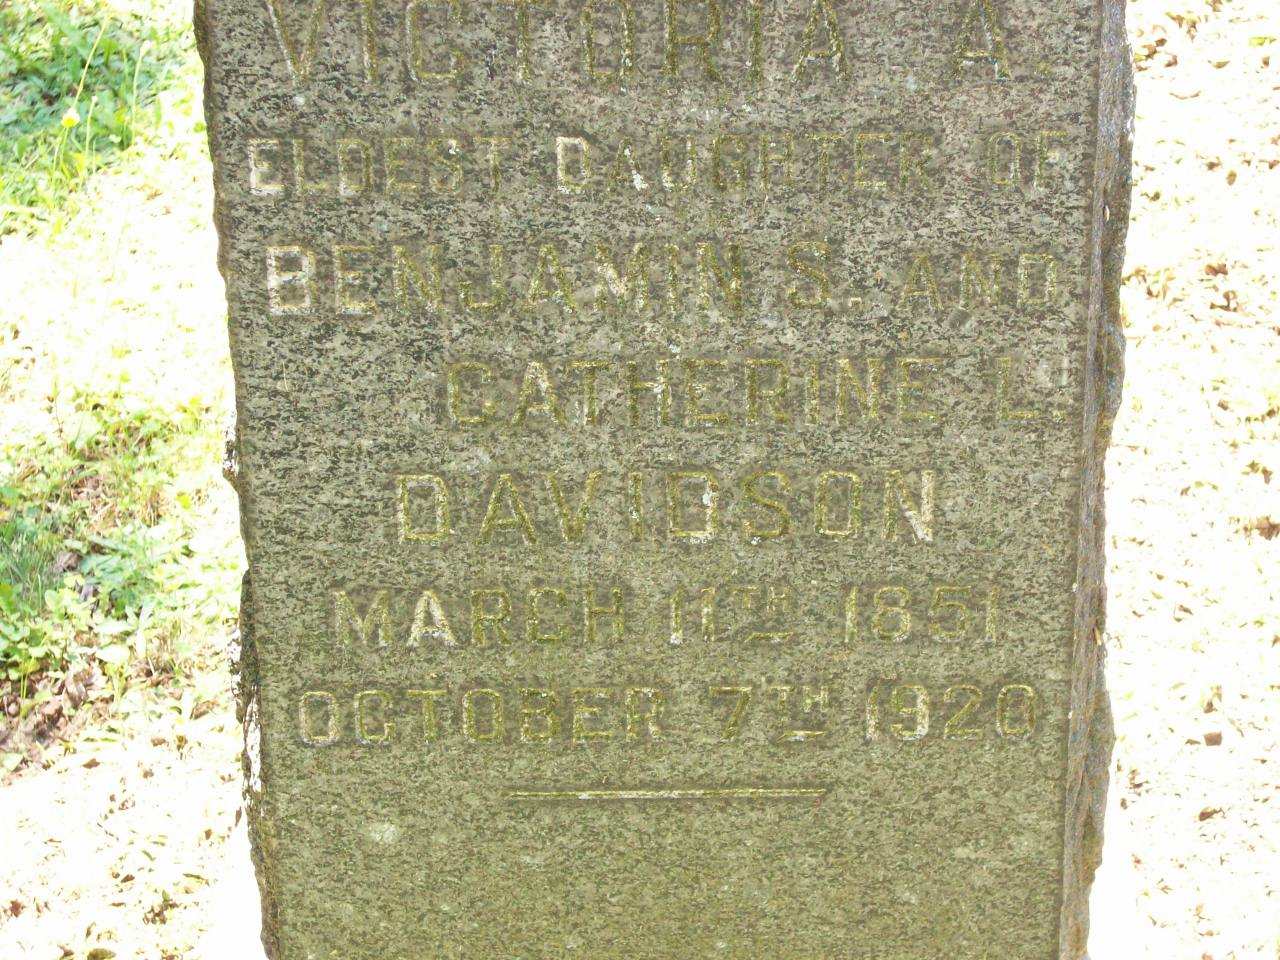 VICTORIA A.
ELDEST DAUGHTER OF
BENJAMIN S. AND
CATHERINE L.
DAVIDSON
MARCH 11TH 1851
OCTOBER 7TH 1920